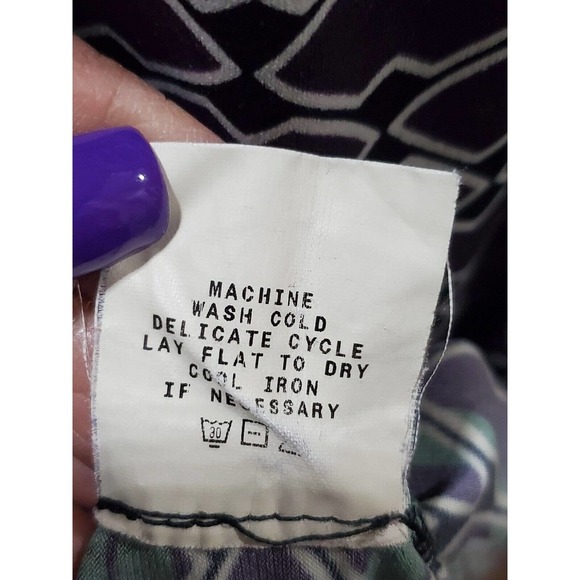 MACHINE
WASH COLD
DELICATE CYCLE
LAY FLAT TO DRY
COOL IRON
IF NECESSARY
30